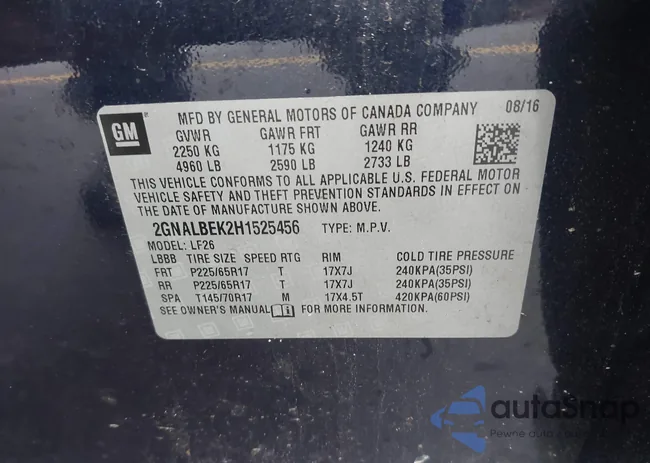 GM
MFD BY GENERAL MOTORS OF CANADA COMPANY 08/16
GVWR GAWR FRT GAWR RR
2250 KG 1175 KG 1240 KG
4960 LB 2590 LB 2733 LB
THIS VEHICLE CONFORMS TO ALL APPLICABLE U.S. FEDERAL MOTOR
VEHICLE SAFETY AND THEFT PREVENTION STANDARDS IN EFFECT ON
THE DATE OF MANUFACTURE SHOWN ABOVE.
2GNALBEK2H1525456 TYPE: M.P.V.
MODEL: LF26
LBBB TIRE SIZE SPEED RTG RIM COLD TIRE PRESSURE
FRT P225/65R17 T 17X7J 240KPA(35PSI)
RR P225/65R17 T 17X7J 240KPA(35PSI)
SPA T145/70R17 M 17X4.5T 420KPA(60PSI)
SEE OWNER'S MANUAL FOR MORE INFORMATION.
autoSnap
Pewne auto z aukcji